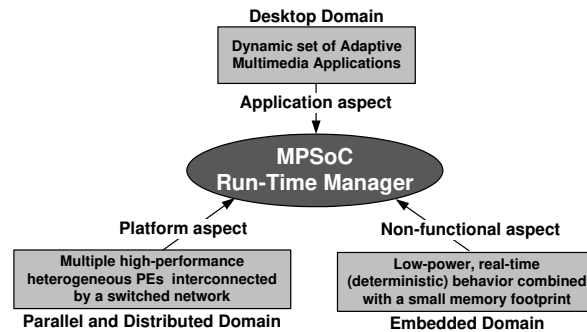 Desktop Domain
Dynamic set of Adaptive
Multimedia Applications
Application aspect
MPSoC
Run-Time Manager
Platform aspect
Non-functional aspect
Multiple high-performance
heterogeneous PEs interconnected
by a switched network
Low-power, real-time
(deterministic) behavior combined
with a small memory footprint
Parallel and Distributed Domain
Embedded Domain